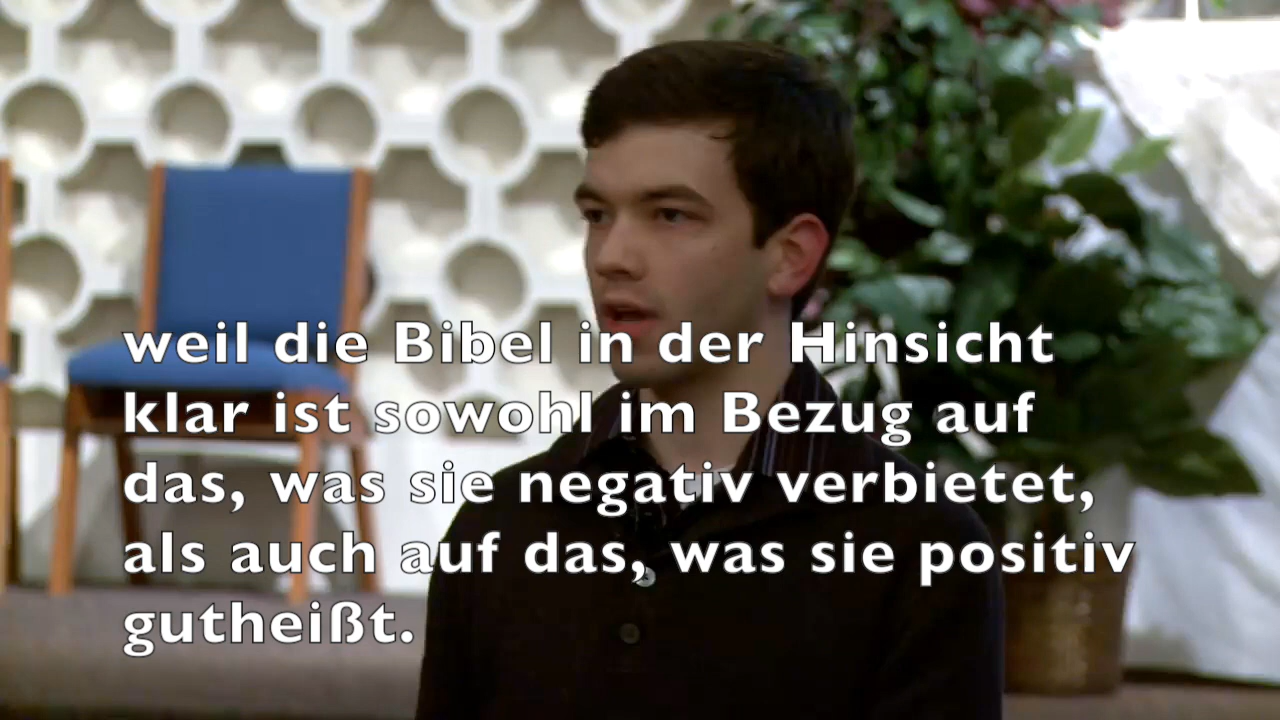 weil die Bibel in der Hinsicht
klar ist sowohl im Bezug auf
das, was sie negativ verbietet,
als auch auf das, was sie positiv
gutheißt.